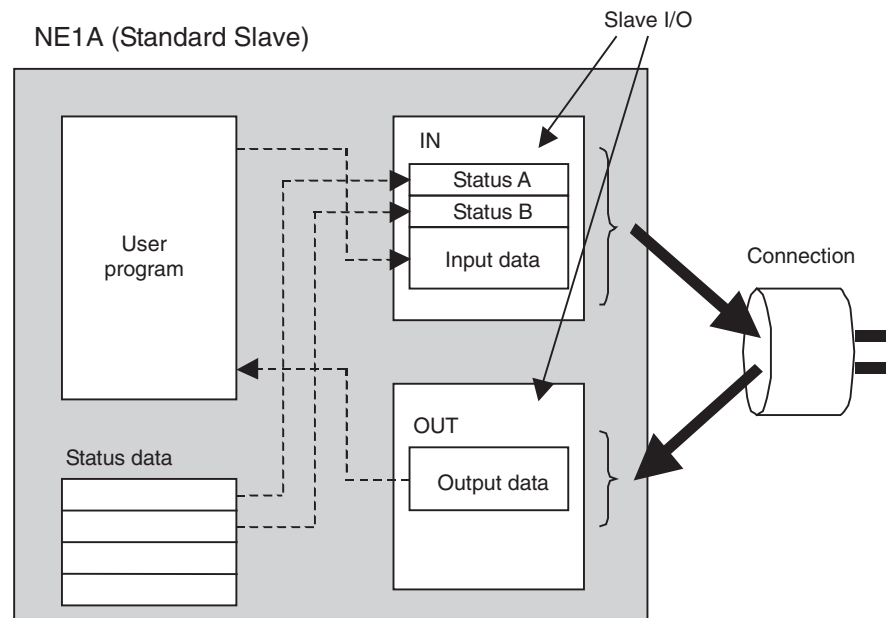 Slave I/O
NE1A (Standard Slave)
IN
Status A
Status B
Input data
User
program
Connection
OUT
Output data
Status data